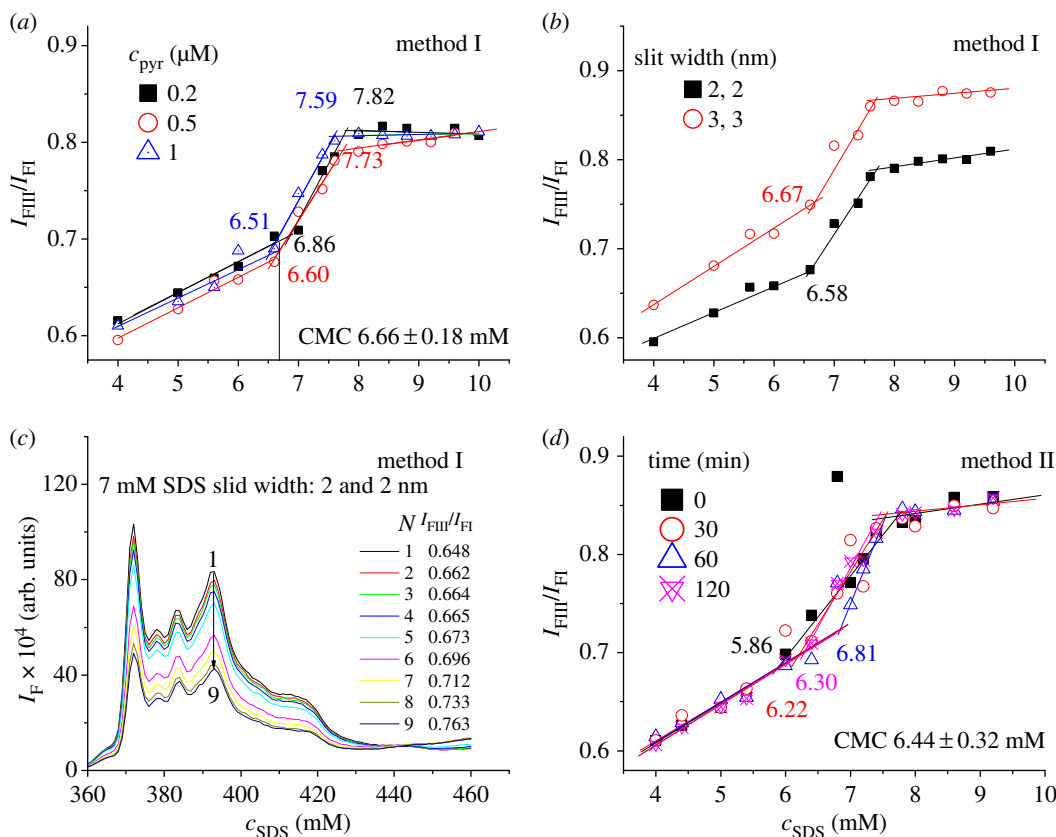 (a)
0.9
0.8
0.7
0.6
I_FIII/I_FI
c_pyr (μM)
0.2
0.5
1
method I
7.59
7.82
7.73
6.51
6.86
6.60
CMC 6.66 ± 0.18 mM
4 5 6 7 8 9 10
(b)
0.9
0.8
0.7
0.6
I_FIII/I_FI
slit width (nm)
2, 2
3, 3
method I
6.67
6.58
4 5 6 7 8 9 10
(c)
120
80
40
0
I_F × 10⁴ (arb. units)
method I
7 mM SDS slid width: 2 and 2 nm
N I_FIII/I_FI
1 0.648
2 0.662
3 0.664
4 0.665
5 0.673
6 0.696
7 0.712
8 0.733
9 0.763
1
9
360 380 400 420 440 460
c_SDS (mM)
(d)
0.9
0.8
0.7
0.6
I_FIII/I_FI
time (min)
0
30
60
120
method II
5.86
6.81
6.30
6.22
CMC 6.44 ± 0.32 mM
4 5 6 7 8 9 10
c_SDS (mM)